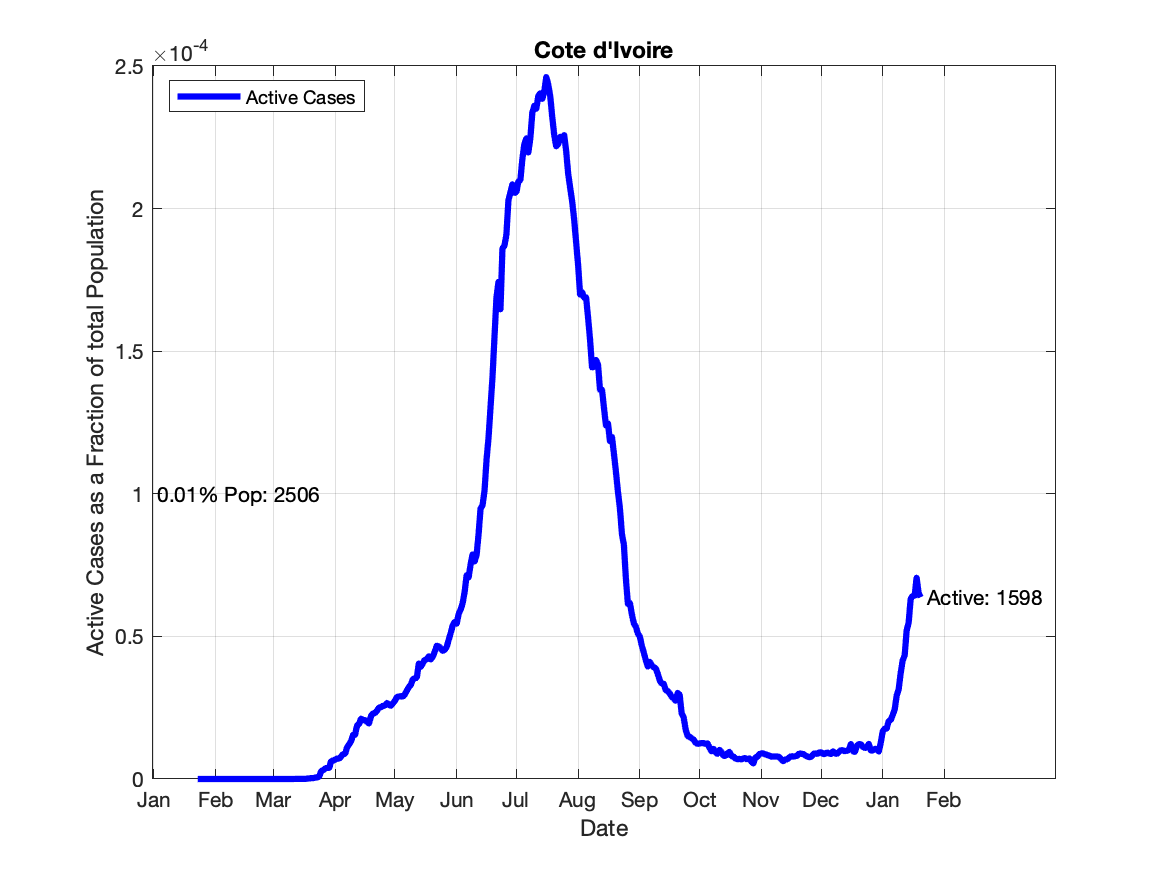 Cote d'Ivoire
×10⁻⁴
2.5
2
1.5
1
0.5
0
Active Cases as a Fraction of total Population
Active Cases
0.01% Pop: 2506
Active: 1598
Jan Feb Mar Apr May Jun Jul Aug Sep Oct Nov Dec Jan Feb
Date